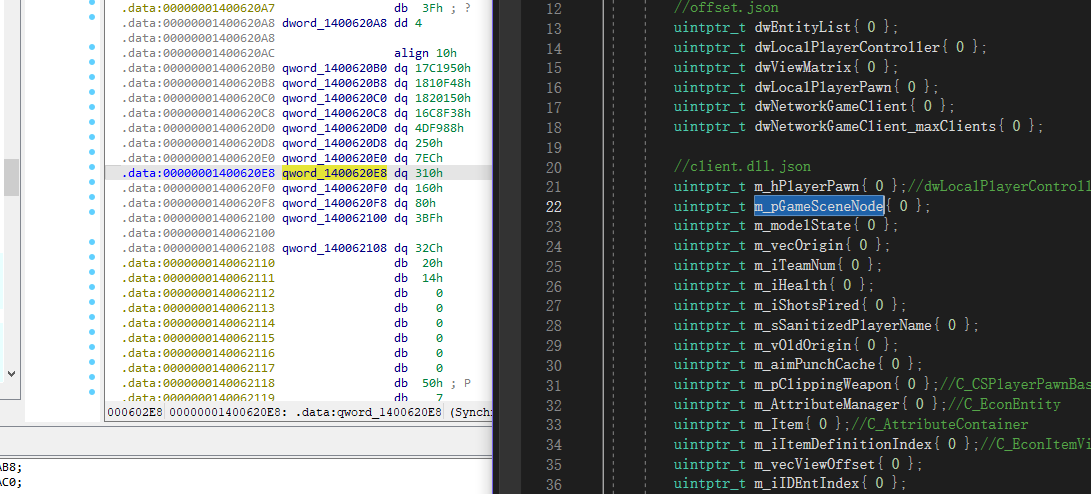 .data:00000001400620A7 db 3Fh ; ?
.data:00000001400620A8 dword_1400620A8 dd 4
.data:00000001400620A8
.data:00000001400620AC align 10h
.data:00000001400620B0 qword_1400620B0 dq 17C1950h
.data:00000001400620B8 qword_1400620B8 dq 1810F48h
.data:00000001400620C0 qword_1400620C0 dq 1820150h
.data:00000001400620C8 qword_1400620C8 dq 16C8F38h
.data:00000001400620D0 qword_1400620D0 dq 4DF988h
.data:00000001400620D8 qword_1400620D8 dq 250h
.data:00000001400620E0 qword_1400620E0 dq 7ECh
.data:00000001400620E8 qword_1400620E8 dq 310h
.data:00000001400620F0 qword_1400620F0 dq 160h
.data:00000001400620F8 qword_1400620F8 dq 80h
.data:0000000140062100 qword_140062100 dq 3BFh
.data:0000000140062100
.data:0000000140062108 qword_140062108 dq 32Ch
.data:0000000140062110 db 20h
.data:0000000140062111 db 14h
.data:0000000140062112 db 0
.data:0000000140062113 db 0
.data:0000000140062114 db 0
.data:0000000140062115 db 0
.data:0000000140062116 db 0
.data:0000000140062117 db 0
.data:0000000140062118 db 50h ; P
.data:0000000140062119 db 7
000602E8 00000001400620E8: .data:qword_1400620E8 (Synchr
AB8;
AC0;
12 //offset.json
13 uintptr_t dwEntityList{ 0 };
14 uintptr_t dwLocalPlayerController{ 0 };
15 uintptr_t dwViewMatrix{ 0 };
16 uintptr_t dwLocalPlayerPawn{ 0 };
17 uintptr_t dwNetworkGameClient{ 0 };
18 uintptr_t dwNetworkGameClient_maxClients{ 0 };
19
20 //client.dll.json
21 uintptr_t m_hPlayerPawn{ 0 };//dwLocalPlayerControll
22 uintptr_t m_pGameSceneNode{ 0 };
23 uintptr_t m_modelState{ 0 };
24 uintptr_t m_vecOrigin{ 0 };
25 uintptr_t m_iTeamNum{ 0 };
26 uintptr_t m_iHealth{ 0 };
27 uintptr_t m_iShotsFired{ 0 };
28 uintptr_t m_sSanitizedPlayerName{ 0 };
29 uintptr_t m_vOldOrigin{ 0 };
30 uintptr_t m_aimPunchCache{ 0 };
31 uintptr_t m_pClippingWeapon{ 0 };//C_CSPlayerPawnBas
32 uintptr_t m_AttributeManager{ 0 };//C_EconEntity
33 uintptr_t m_Item{ 0 };//C_AttributeContainer
34 uintptr_t m_iItemDefinitionIndex{ 0 };//C_EconItemVi
35 uintptr_t m_vecViewOffset{ 0 };
36 uintptr_t m_iIDEntIndex{ 0 };